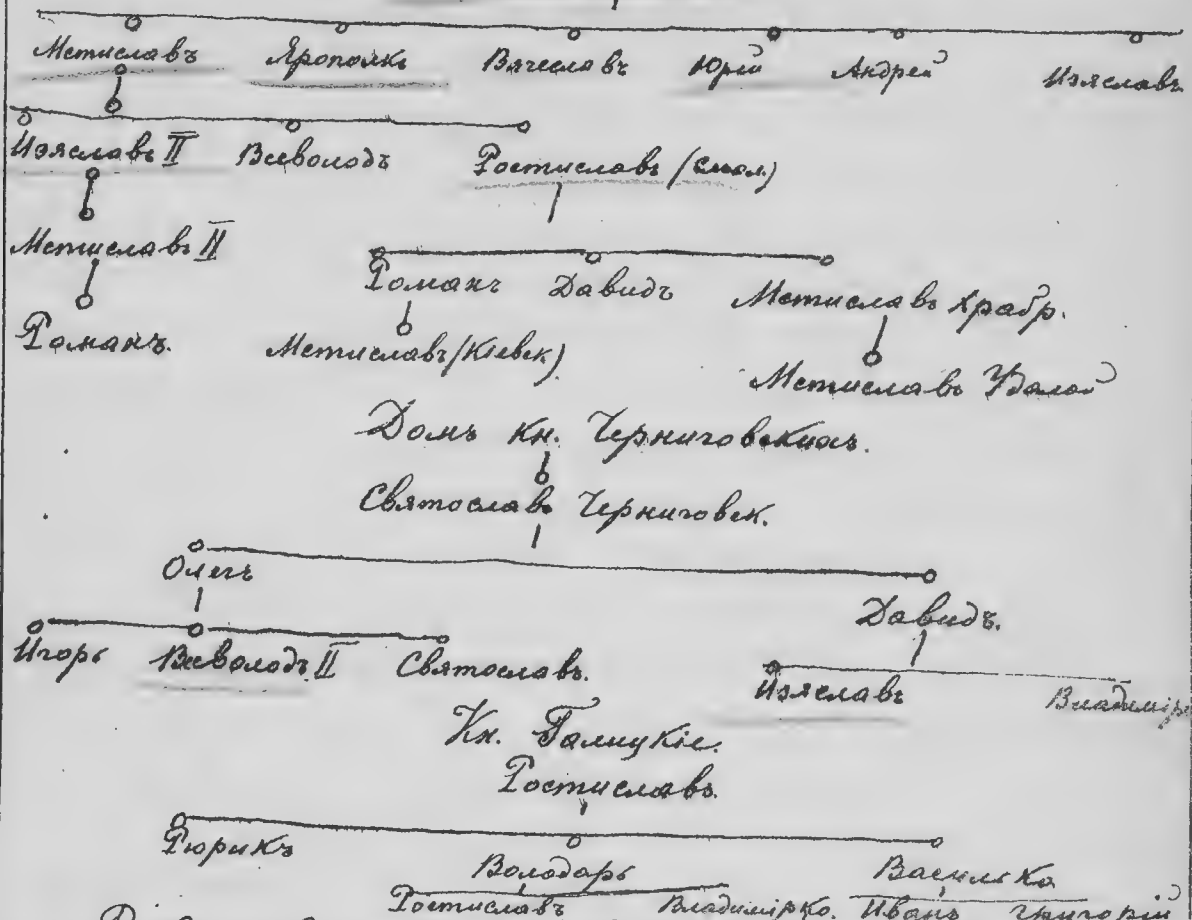 Мстиславъ Ярополкъ Вячеславъ Юрій Андрей Изяславъ
Изяславъ II Всеволодъ Ростиславъ (смол.)
Мстиславъ II
Романъ Давидъ Мстиславъ Храбр.
Романъ. Мстиславъ (Кіевск)
Мстиславъ Удалой
Домъ кн. Черниговскихъ.
Святославъ Черниговск.
Олегъ
Давидъ.
Игорь Всеволодъ II Святославъ.
Изяславъ Владиміръ
Кн. Галицкіе.
Ростиславъ.
Рюрикъ Володарь Василько
Ростиславъ Владимірко. Иванъ Григорій